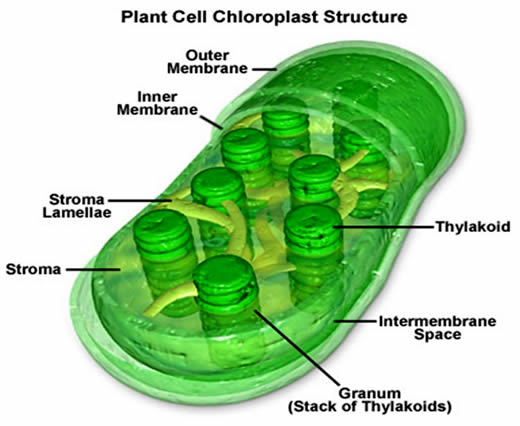 Plant Cell Chloroplast Structure
Outer
Membrane
Inner
Membrane
Stroma
Lamellae
Thylakoid
Stroma
Intermembrane
Space
Granum
(Stack of Thylakoids)